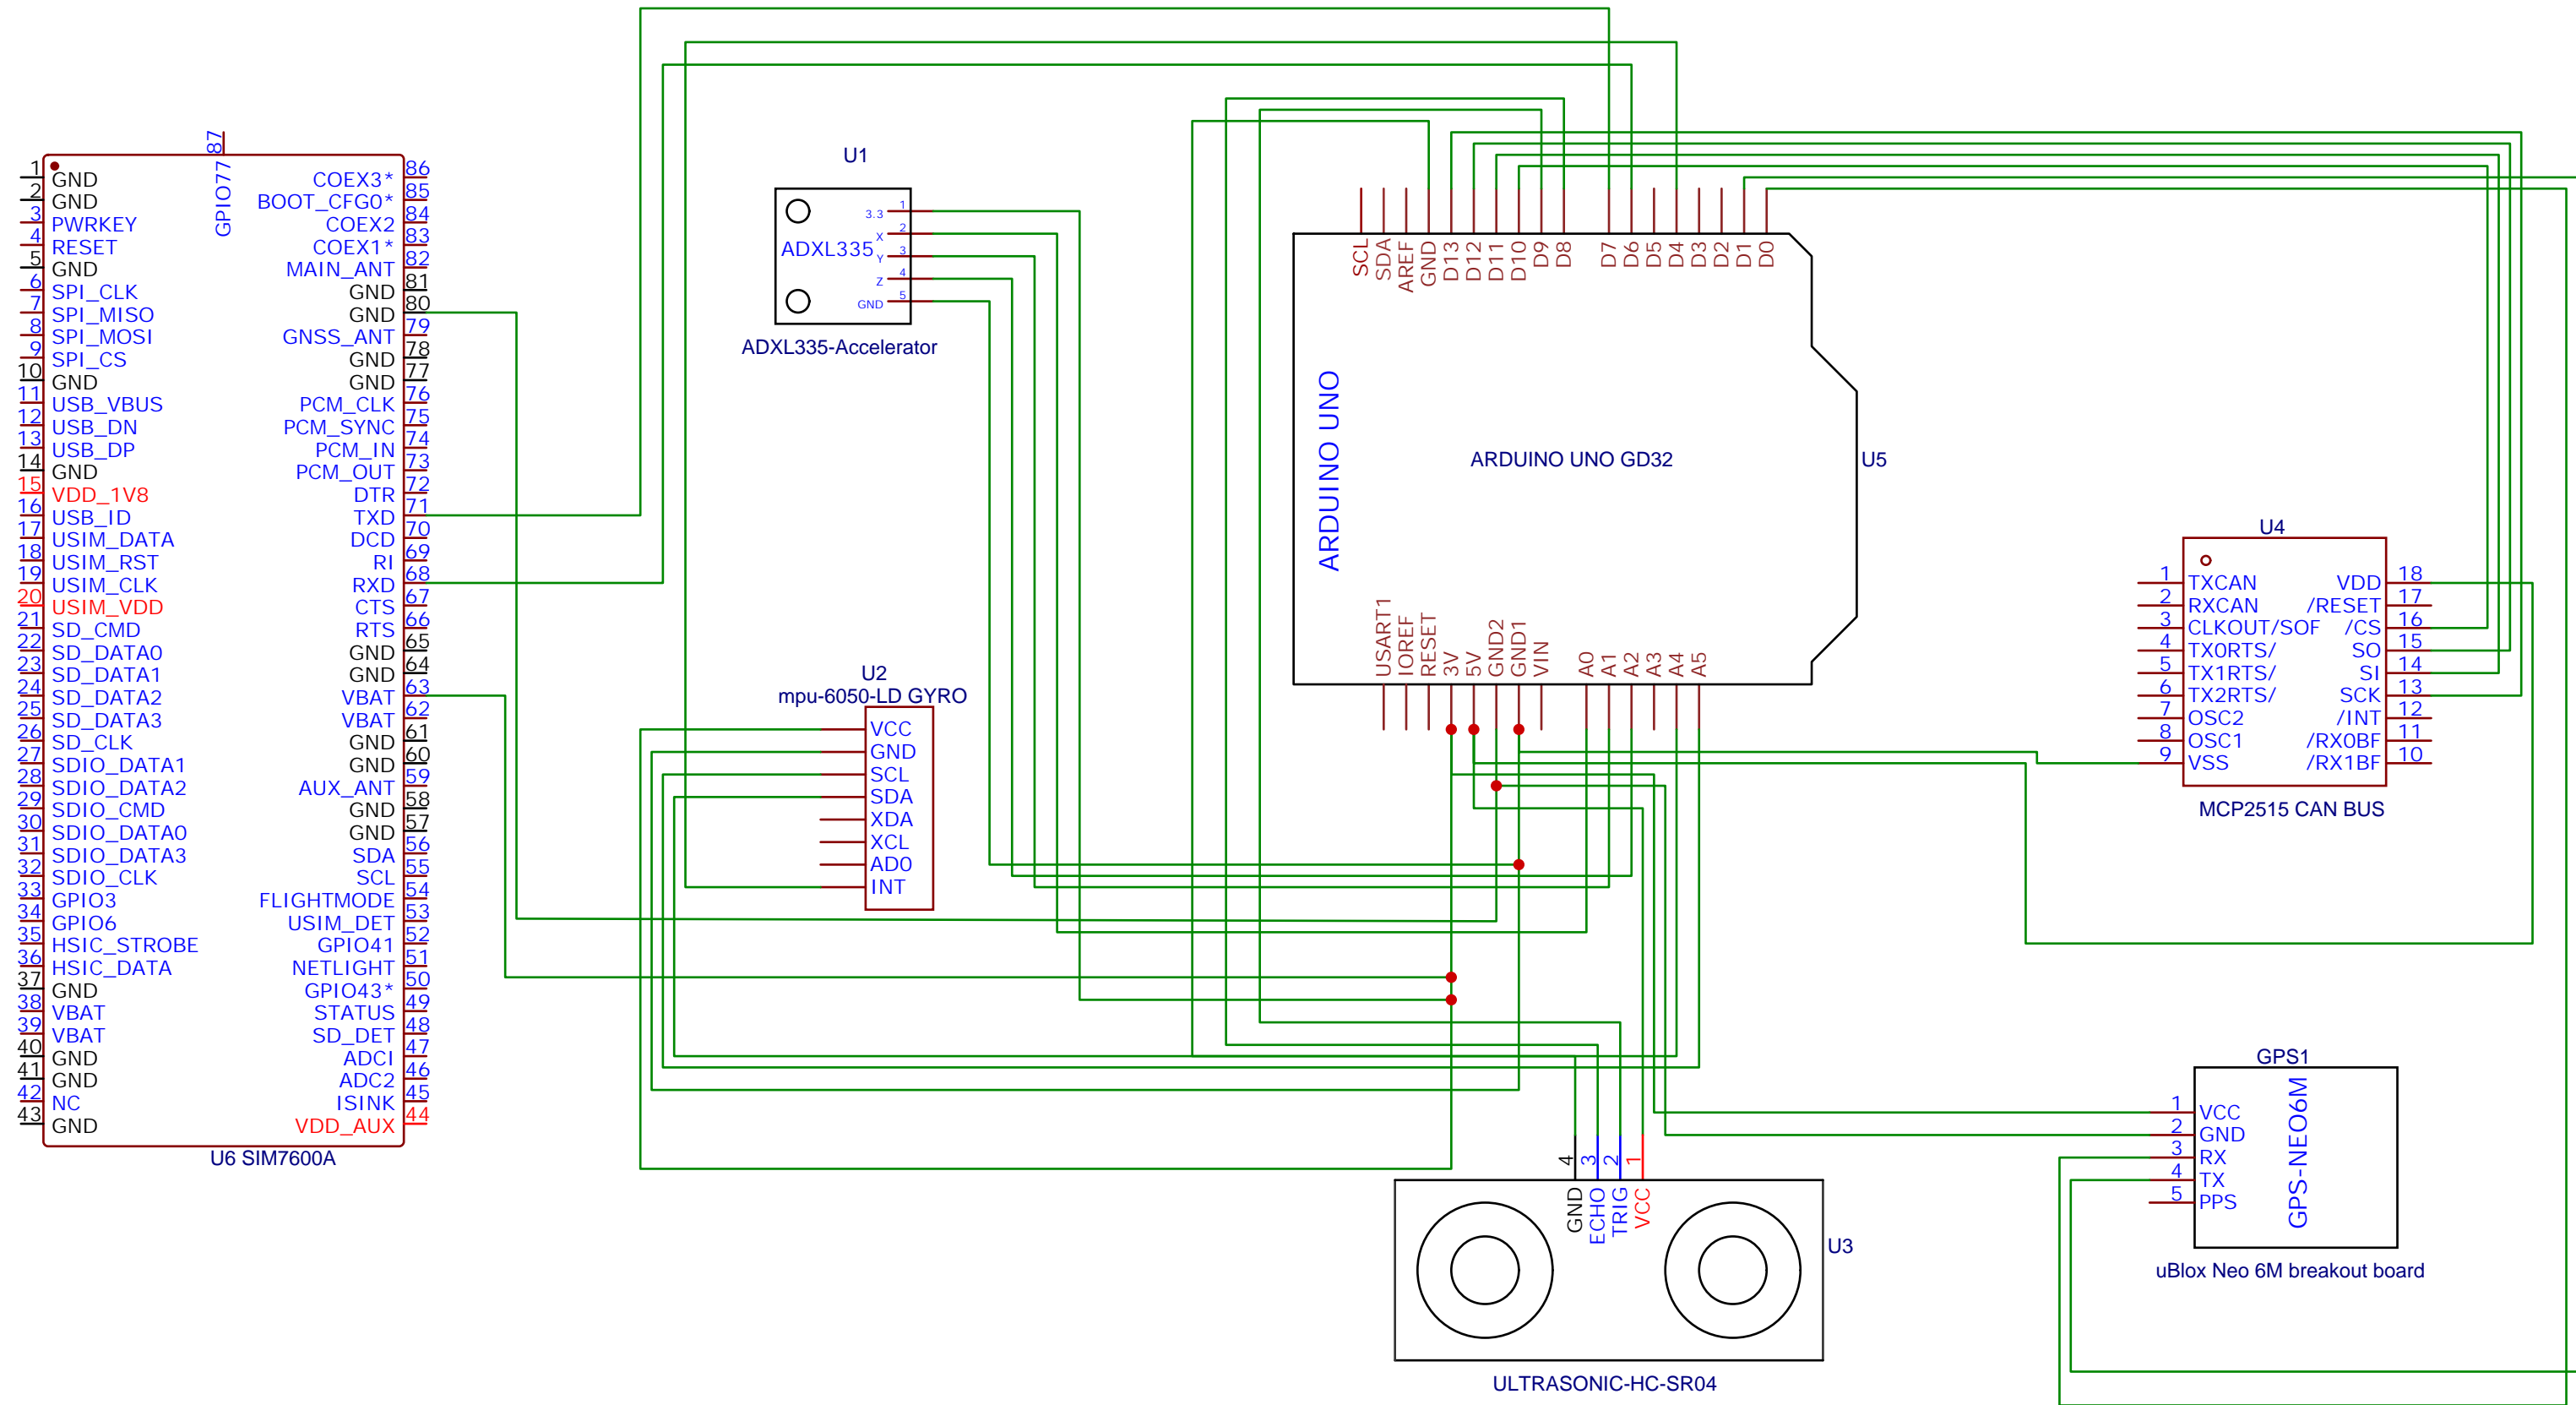 87
GPIO77
1 GND
2 GND
3 PWRKEY
4 RESET
5 GND
6 SPI_CLK
7 SPI_MISO
8 SPI_MOSI
9 SPI_CS
10 GND
11 USB_VBUS
12 USB_DN
13 USB_DP
14 GND
15 VDD_1V8
16 USB_ID
17 USIM_DATA
18 USIM_RST
19 USIM_CLK
20 USIM_VDD
21 SD_CMD
22 SD_DATA0
23 SD_DATA1
24 SD_DATA2
25 SD_DATA3
26 SD_CLK
27 SDIO_DATA1
28 SDIO_DATA2
29 SDIO_CMD
30 SDIO_DATA0
31 SDIO_DATA3
32 SDIO_CLK
33 GPIO3
34 GPIO6
35 HSIC_STROBE
36 HSIC_DATA
37 GND
38 VBAT
39 VBAT
40 GND
41 GND
42 NC
43 GND
COEX3* 86
BOOT_CFG0* 85
COEX2 84
COEX1* 83
MAIN_ANT 82
GND 81
GND 80
GNSS_ANT 79
GND 78
GND 77
PCM_CLK 76
PCM_SYNC 75
PCM_IN 74
PCM_OUT 73
DTR 72
TXD 71
DCD 70
RI 69
RXD 68
CTS 67
RTS 66
GND 65
GND 64
VBAT 63
VBAT 62
GND 61
GND 60
AUX_ANT 59
GND 58
GND 57
SDA 56
SCL 55
FLIGHTMODE 54
USIM_DET 53
GPIO41 52
NETLIGHT 51
GPIO43* 50
STATUS 49
SD_DET 48
ADCI 47
ADC2 46
ISINK 45
VDD_AUX 44
U6 SIM7600A
U1
ADXL335
3.3 1
X 2
Y 3
Z 4
GND 5
ADXL335-Accelerator
U2
mpu-6050-LD GYRO
VCC
GND
SCL
SDA
XDA
XCL
AD0
INT
SCL
SDA
AREF
GND
D13
D12
D11
D10
D9
D8
D7
D6
D5
D4
D3
D2
D1
D0
ARDUINO UNO
ARDUINO UNO GD32
U5
USART1
IOREF
RESET
3V
5V
GND2
GND1
VIN
A0
A1
A2
A3
A4
A5
U4
1 TXCAN
2 RXCAN
3 CLKOUT/SOF
4 TX0RTS/
5 TX1RTS/
6 TX2RTS/
7 OSC2
8 OSC1
9 VSS
VDD 18
/RESET 17
/CS 16
SO 15
SI 14
SCK 13
/INT 12
/RX0BF 11
/RX1BF 10
MCP2515 CAN BUS
GPS1
1 VCC
2 GND
3 RX
4 TX
5 PPS
GPS-NEO6M
uBlox Neo 6M breakout board
4 GND
3 ECHO
2 TRIG
1 VCC
U3
ULTRASONIC-HC-SR04